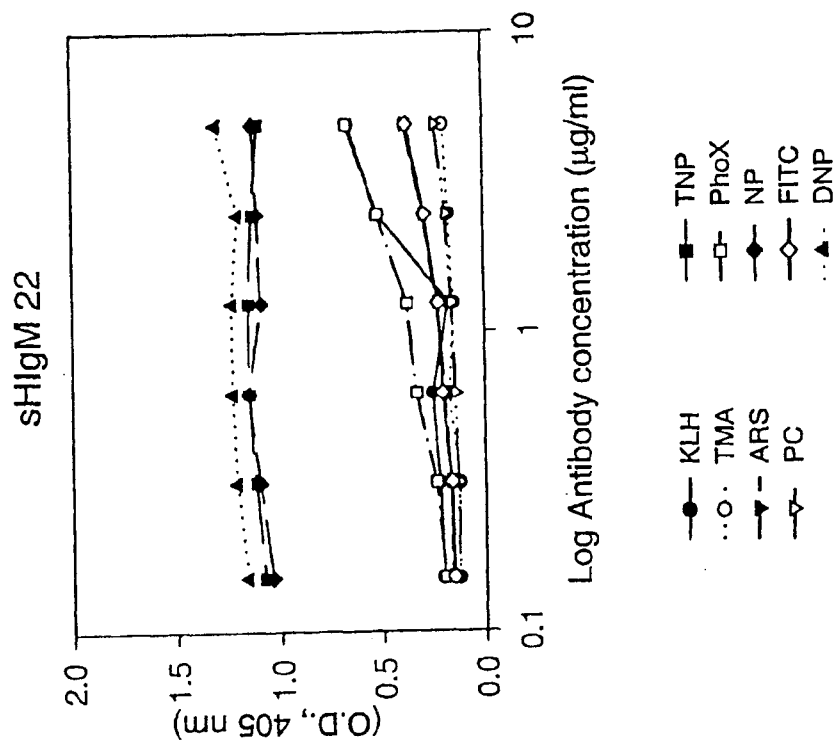 sHIgM 22
(O.D., 405 nm)
2.0
1.5
1.0
0.5
0.0
0.1
1
10
Log Antibody concentration (µg/ml)
KLH
TMA
ARS
PC
TNP
PhoX
NP
FITC
DNP